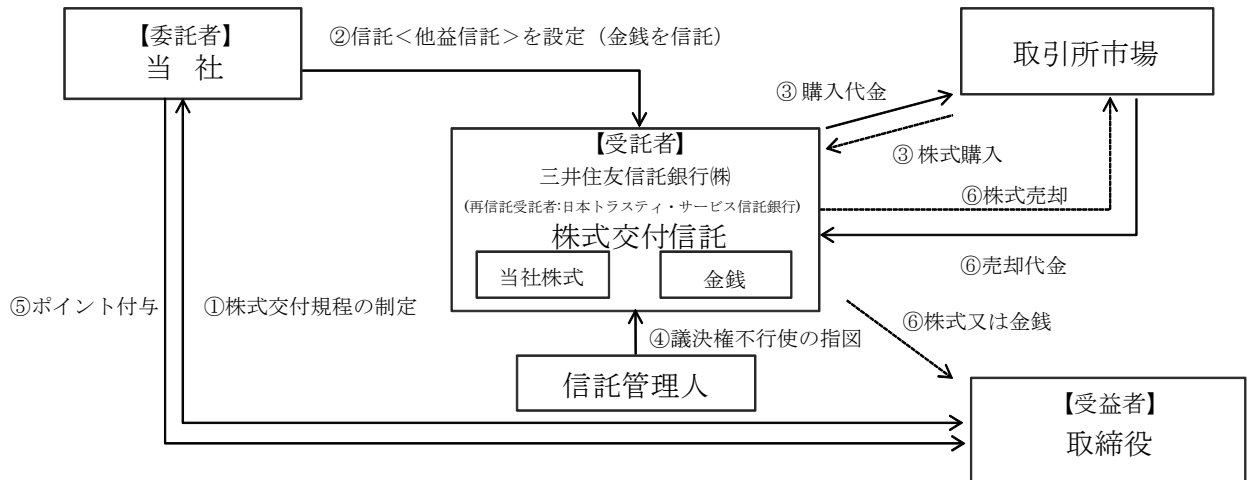 【委託者】
当 社
②信託<他益信託>を設定（金銭を信託）
取引所市場
③ 購入代金
③ 株式購入
【受託者】
三井住友信託銀行㈱
(再信託受託者:日本トラスティ・サービス信託銀行)
株式交付信託
当社株式
金銭
⑥株式売却
⑥売却代金
⑤ポイント付与
①株式交付規程の制定
④議決権不行使の指図
⑥株式又は金銭
信託管理人
【受益者】
取締役